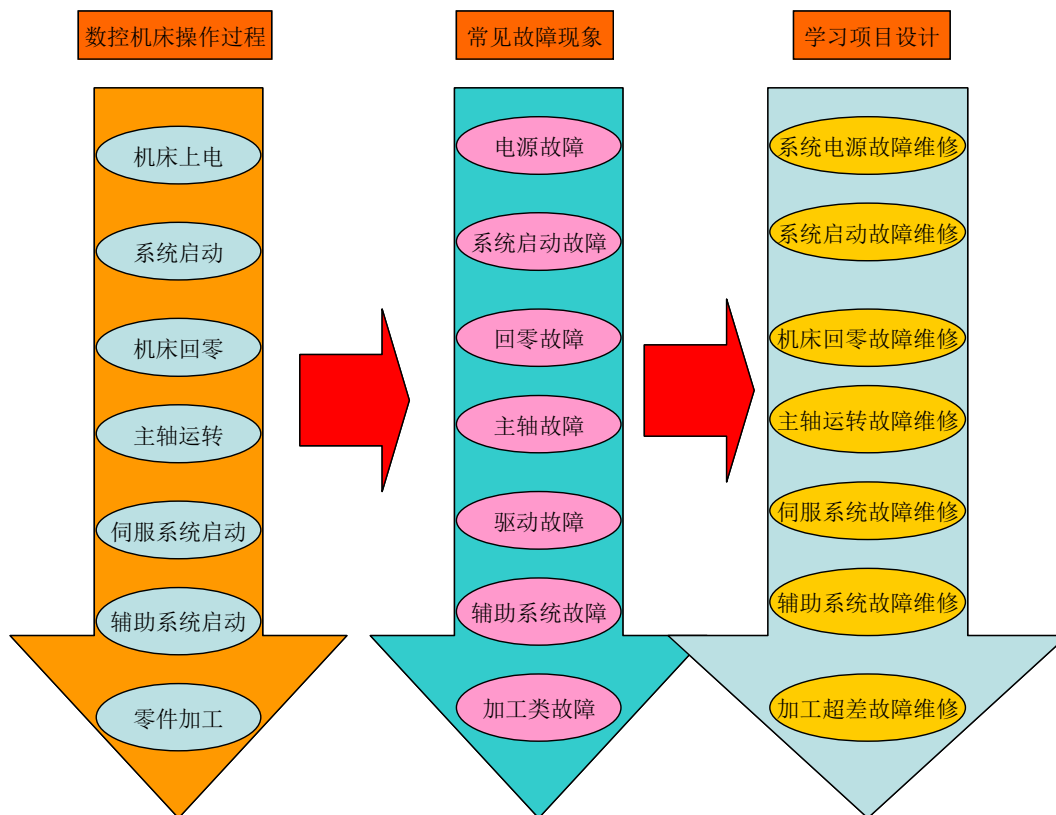 数控机床操作过程
机床上电
系统启动
机床回零
主轴运转
伺服系统启动
辅助系统启动
零件加工
常见故障现象
电源故障
系统启动故障
回零故障
主轴故障
驱动故障
辅助系统故障
加工类故障
学习项目设计
系统电源故障维修
系统启动故障维修
机床回零故障维修
主轴运转故障维修
伺服系统故障维修
辅助系统故障维修
加工超差故障维修